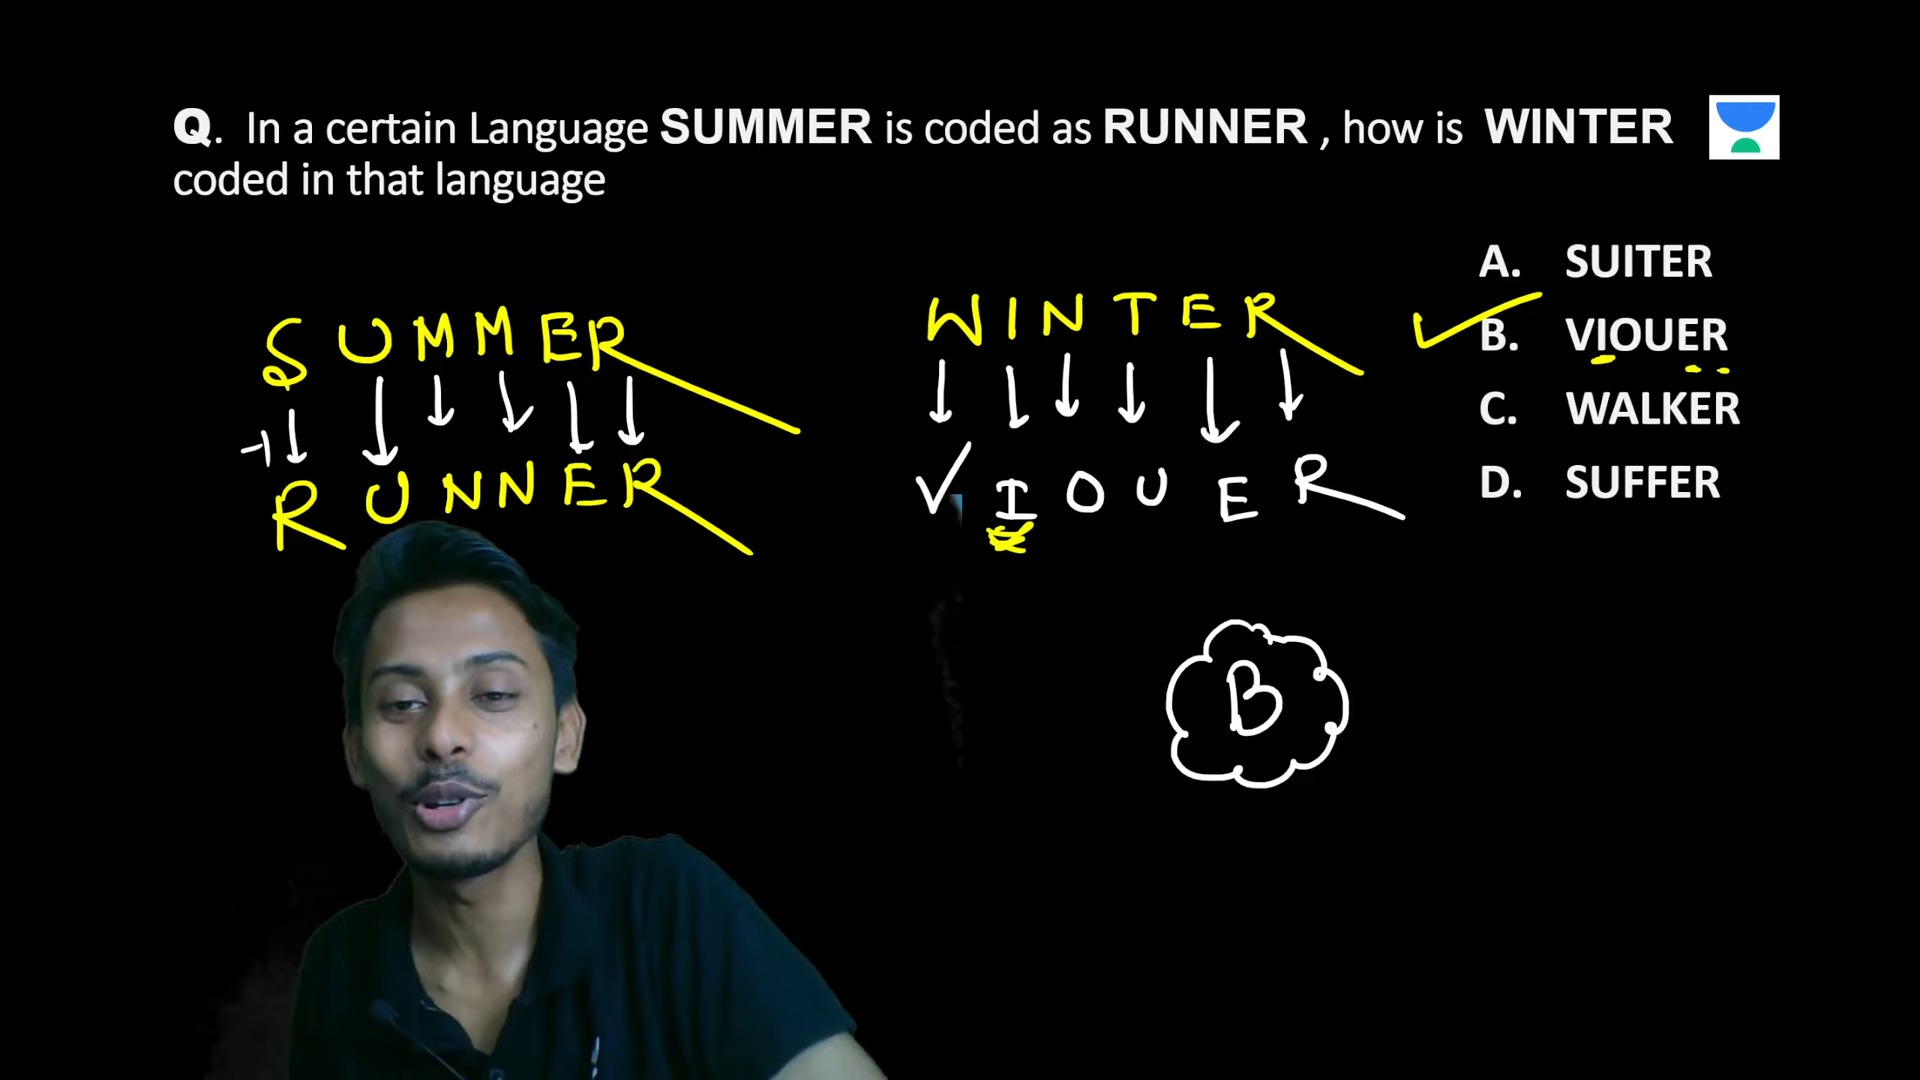 Q. In a certain Language SUMMER is coded as RUNNER , how is WINTER
coded in that language
A. SUITER
B. VIOUER
C. WALKER
D. SUFFER
SUMMER
-1
RUNNER
WINTER
VIOUER
B